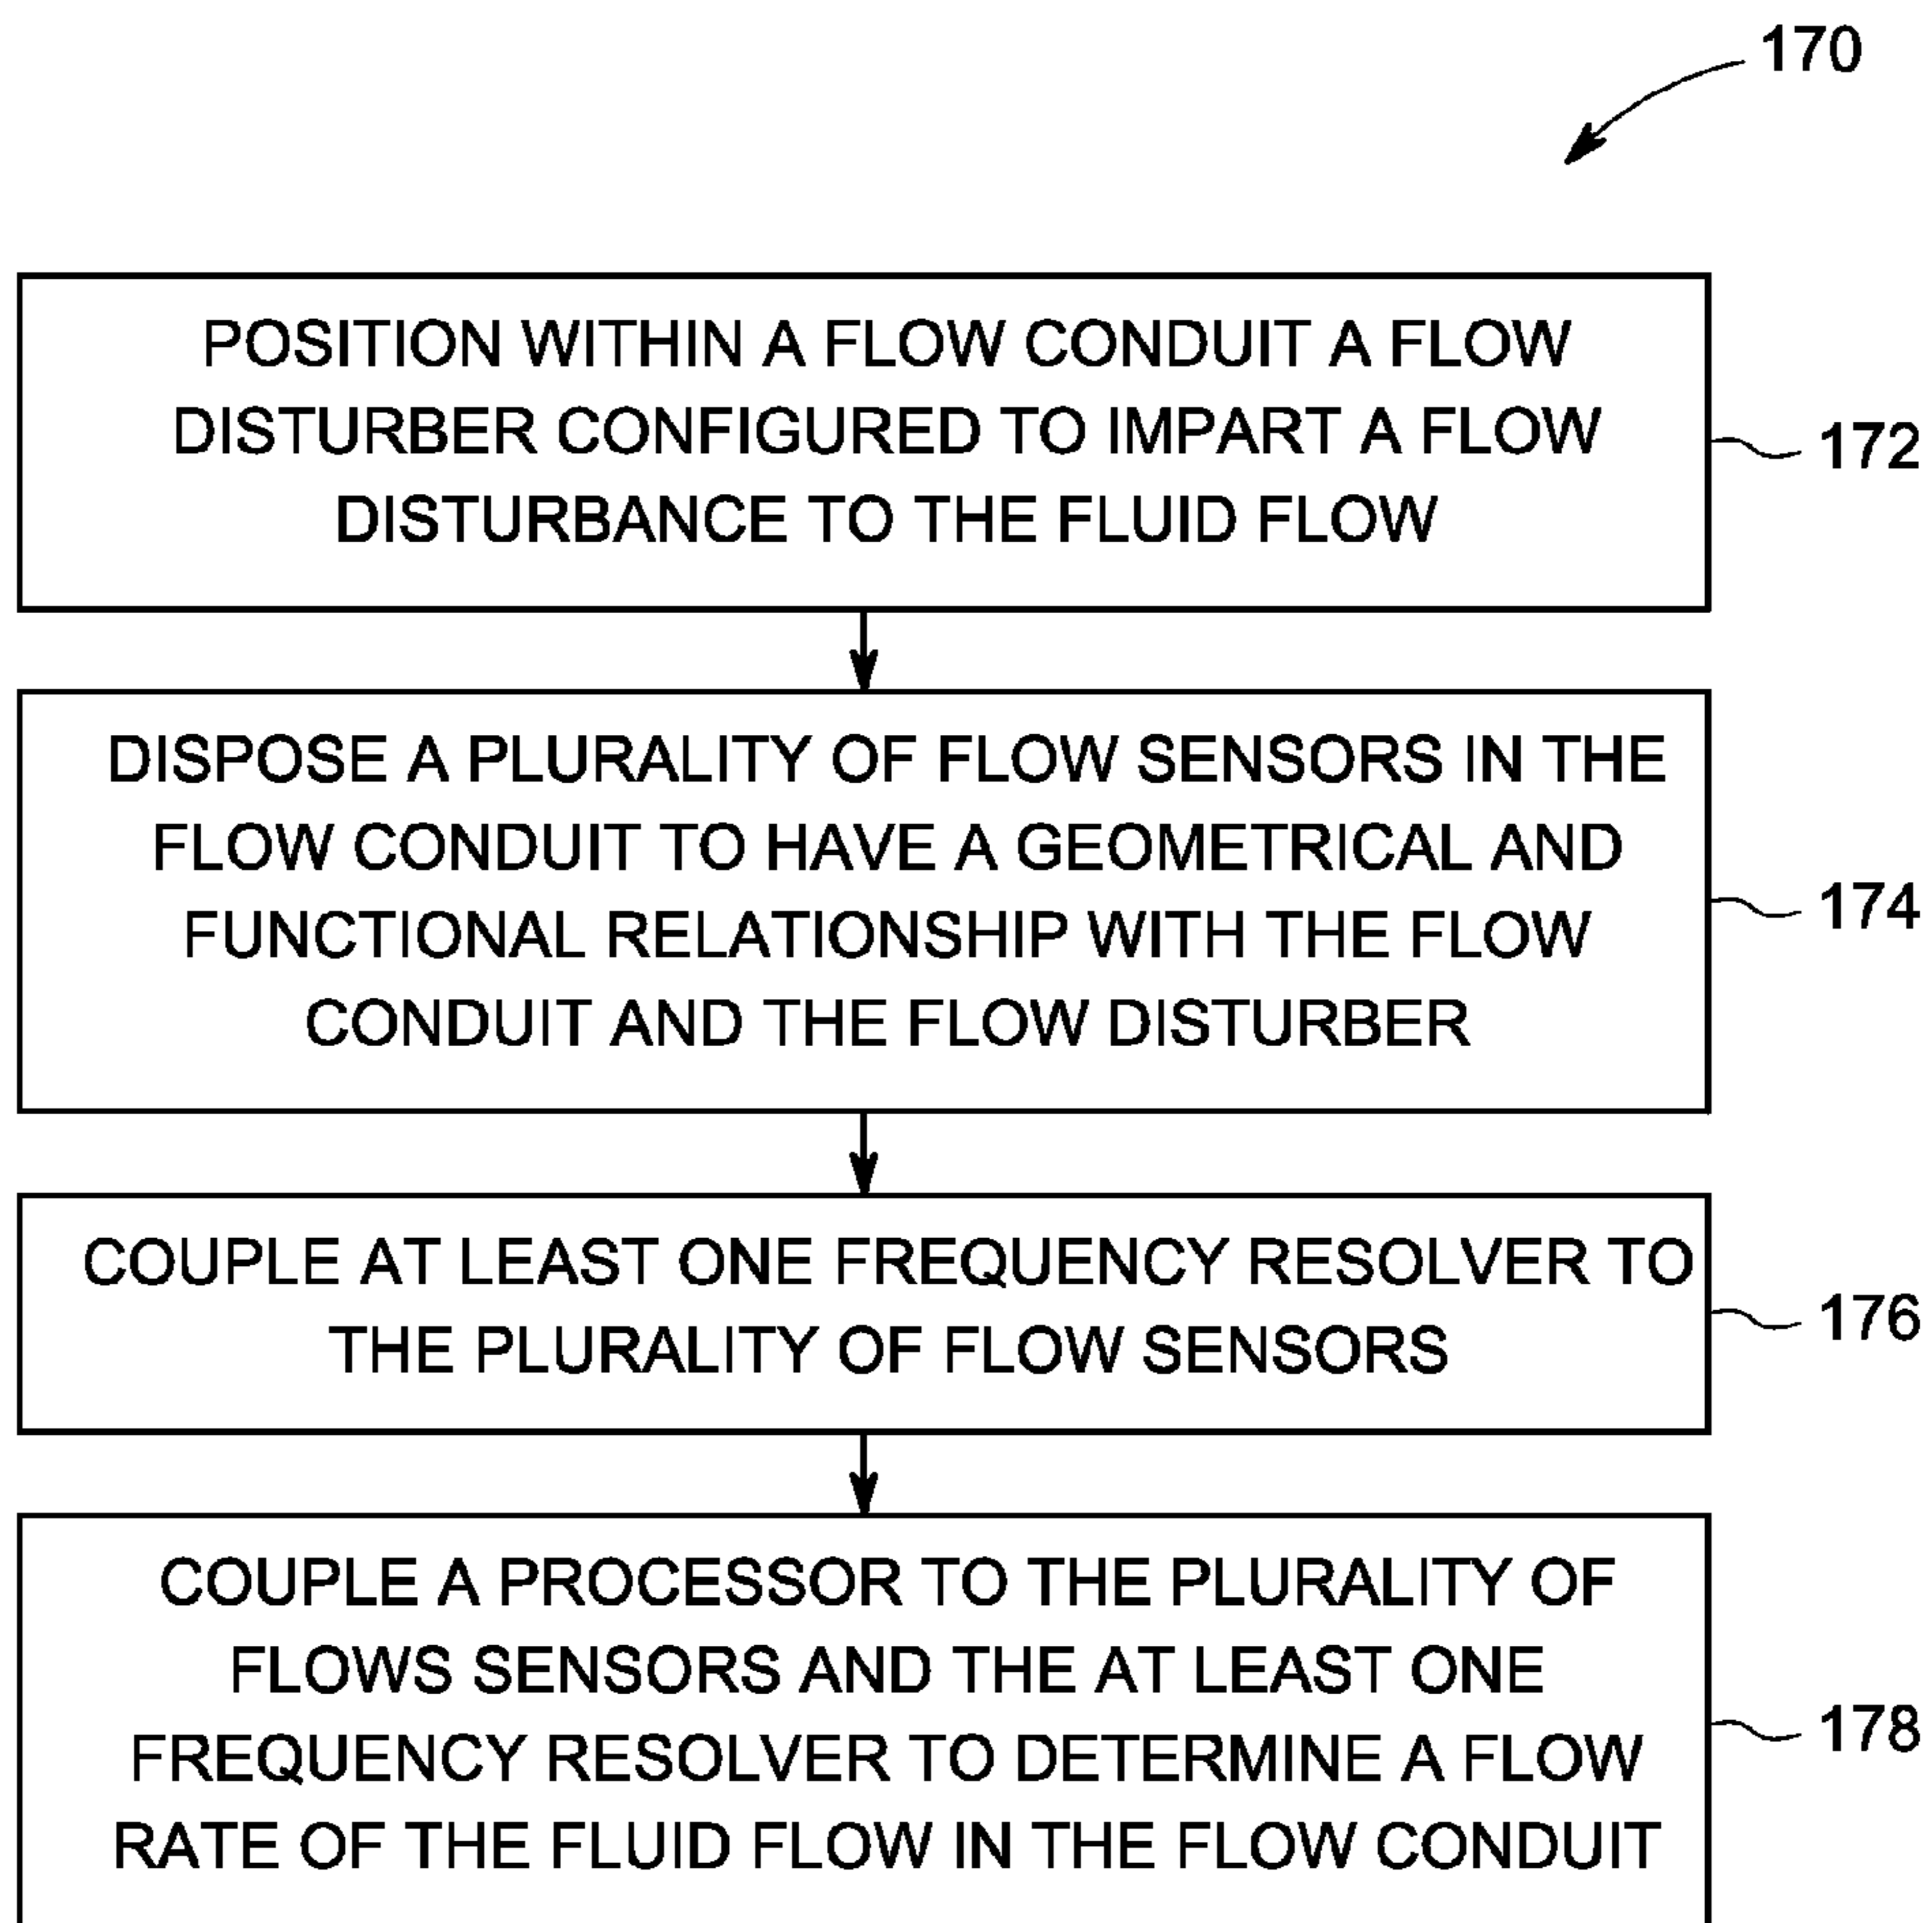 170
POSITION WITHIN A FLOW CONDUIT A FLOW
DISTURBER CONFIGURED TO IMPART A FLOW
DISTURBANCE TO THE FLUID FLOW
172
DISPOSE A PLURALITY OF FLOW SENSORS IN THE
FLOW CONDUIT TO HAVE A GEOMETRICAL AND
FUNCTIONAL RELATIONSHIP WITH THE FLOW
CONDUIT AND THE FLOW DISTURBER
174
COUPLE AT LEAST ONE FREQUENCY RESOLVER TO
THE PLURALITY OF FLOW SENSORS
176
COUPLE A PROCESSOR TO THE PLURALITY OF
FLOWS SENSORS AND THE AT LEAST ONE
FREQUENCY RESOLVER TO DETERMINE A FLOW
RATE OF THE FLUID FLOW IN THE FLOW CONDUIT
178